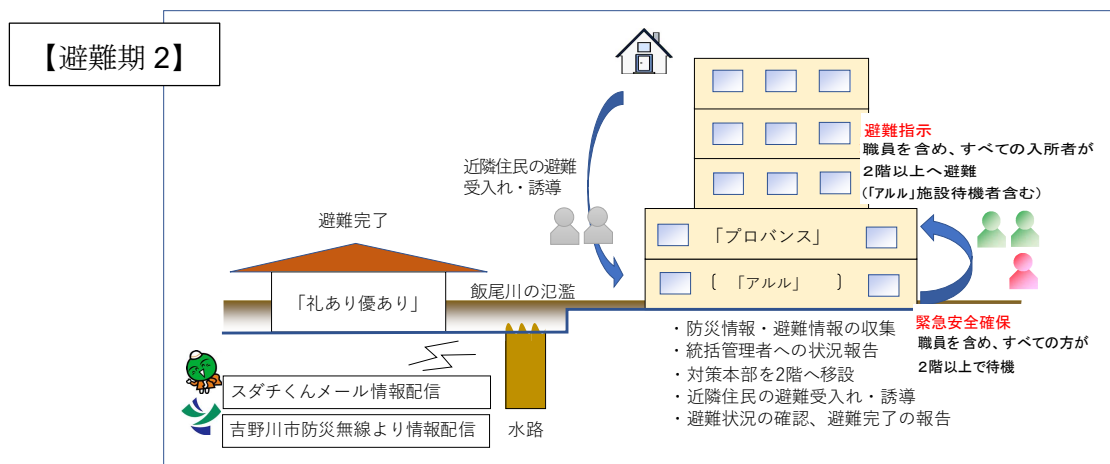 【避難期２】
避難指示
職員を含め、すべての入所者が
２階以上へ避難
(「アルル」施設待機者含む)
近隣住民の避難
受入れ・誘導
避難完了
「プロバンス」
〔 「アルル」 〕
「礼あり優あり」
飯尾川の氾濫
緊急安全確保
職員を含め、すべての方が
２階以上で待機
・防災情報・避難情報の収集
・統括管理者への状況報告
・対策本部を2階へ移設
・近隣住民の避難受入れ・誘導
・避難状況の確認、避難完了の報告
スダチくんメール情報配信
吉野川市防災無線より情報配信
水路